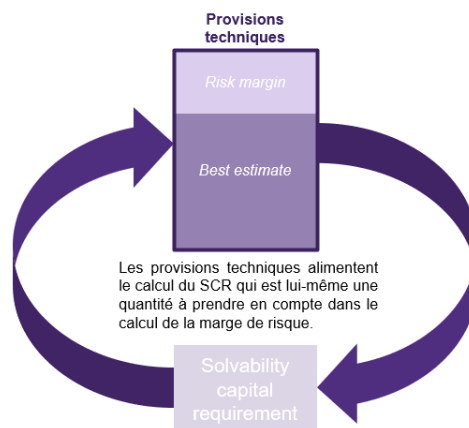 Provisions
techniques
Risk margin
Best estimate
Les provisions techniques alimentent
le calcul du SCR qui est lui-même une
quantité à prendre en compte dans le
calcul de la marge de risque.
Solvability
capital
requirement